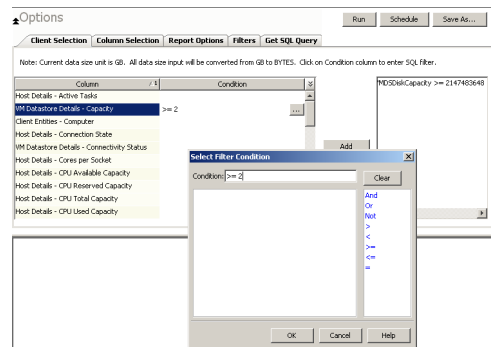 Options
Run
Schedule
Save As...
Client Selection
Column Selection
Report Options
Filters
Get SQL Query
Note: Current data size unit is GB. All data size input will be converted from GB to BYTES. Click on Condition column to enter SQL filter.
Column
Condition
Host Details - Active Tasks
VM Datastore Details - Capacity
>= 2
...
Client Entities - Computer
Host Details - Connection State
VM Datastore Details - Connectivity Status
Host Details - Cores per Socket
Host Details - CPU Available Capacity
Host Details - CPU Reserved Capacity
Host Details - CPU Total Capacity
Host Details - CPU Used Capacity
Add
MDSDiskCapacity >= 2147483648
Select Filter Condition
Condition:
>= 2
Clear
And
Or
Not
>
<
>=
<=
=
OK
Cancel
Help